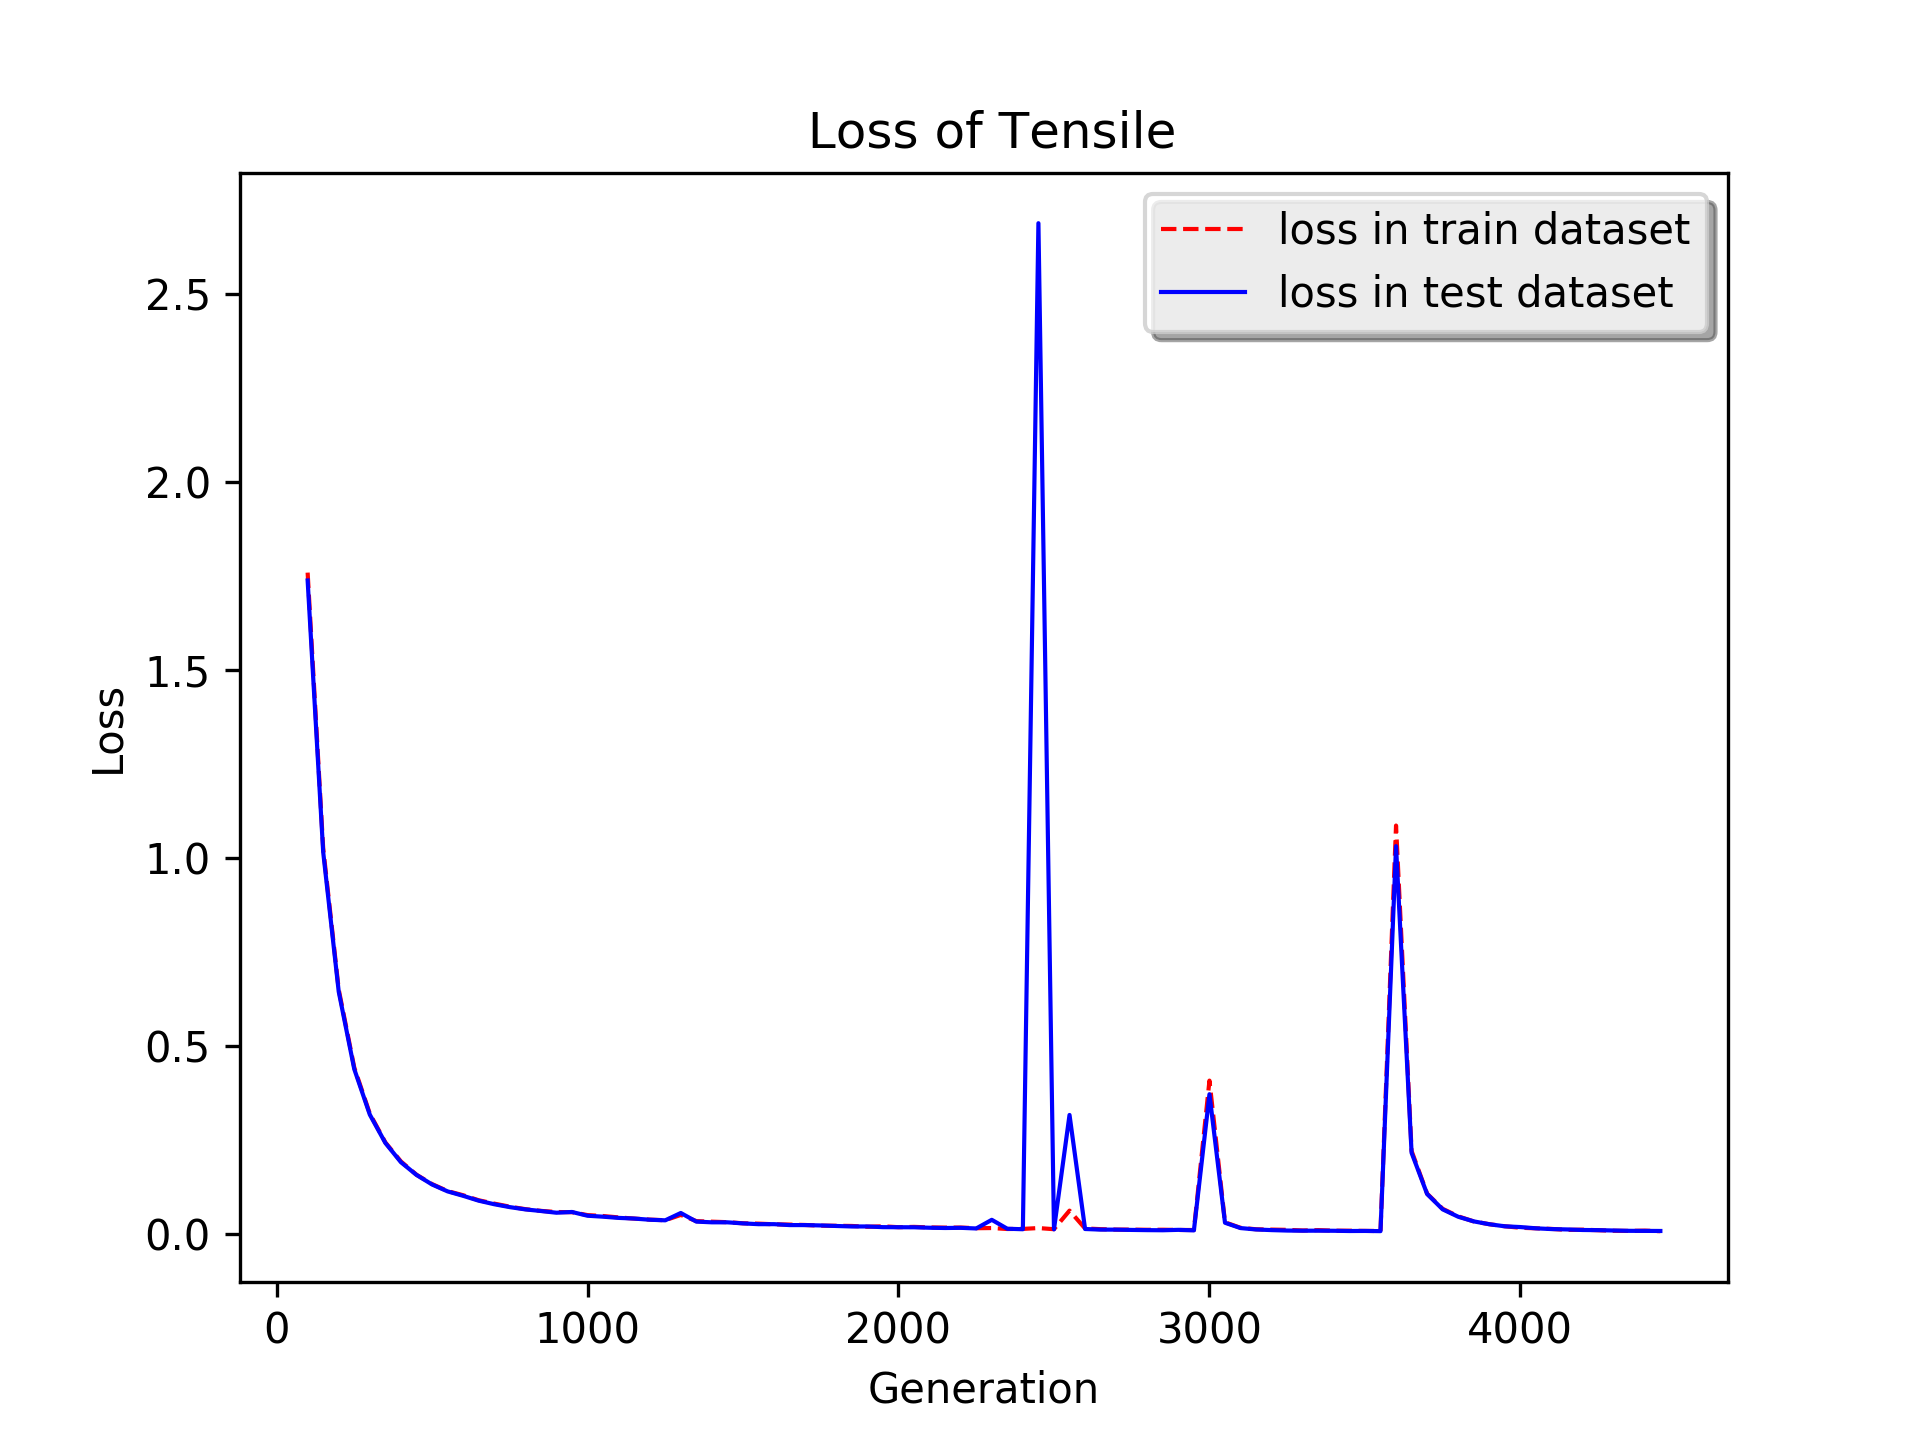 Loss of Tensile
loss in train dataset
loss in test dataset
2.5
2.0
1.5
1.0
0.5
0.0
Loss
0 1000 2000 3000 4000
Generation